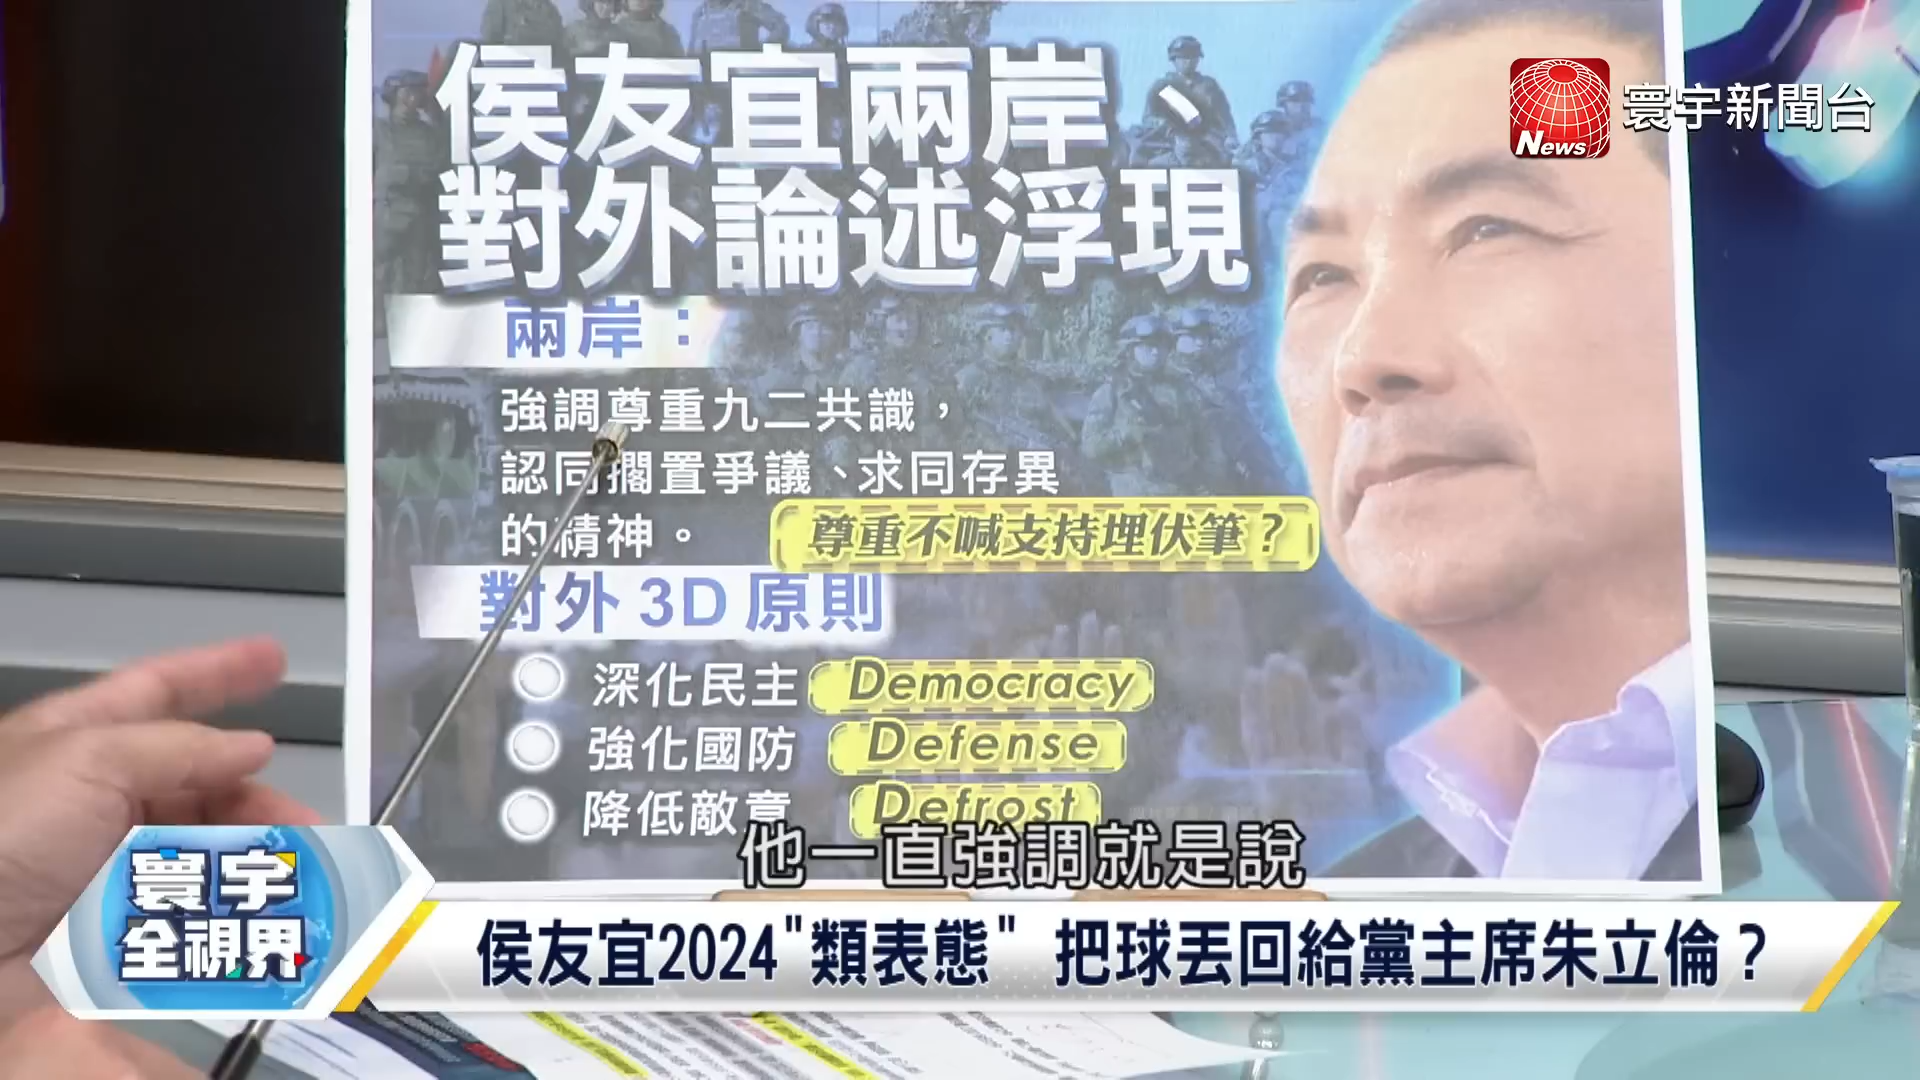 侯友宜兩岸、
對外論述浮現
寰宇新聞台
News
兩岸：
強調尊重九二共識，
認同擱置爭議、求同存異
的精神。
尊重不喊支持埋伏筆？
對外3D原則
深化民主 Democracy
強化國防 Defense
降低敵意 Defrost
他一直強調就是說
寰宇
全視界
侯友宜2024"類表態" 把球丟回給黨主席朱立倫？